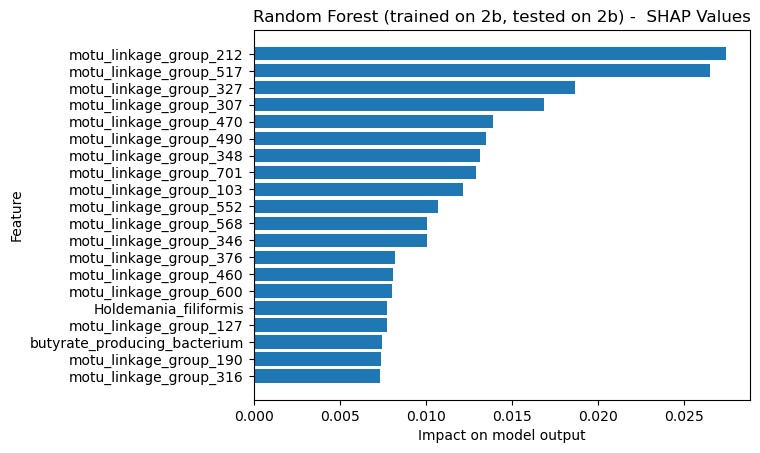 Random Forest (trained on 2b, tested on 2b) -  SHAP Values
motu_linkage_group_212
motu_linkage_group_517
motu_linkage_group_327
motu_linkage_group_307
motu_linkage_group_470
motu_linkage_group_490
motu_linkage_group_348
motu_linkage_group_701
motu_linkage_group_103
motu_linkage_group_552
motu_linkage_group_568
motu_linkage_group_346
motu_linkage_group_376
motu_linkage_group_460
motu_linkage_group_600
Holdemania_filiformis
motu_linkage_group_127
butyrate_producing_bacterium
motu_linkage_group_190
motu_linkage_group_316
Feature
0.000 0.005 0.010 0.015 0.020 0.025
Impact on model output